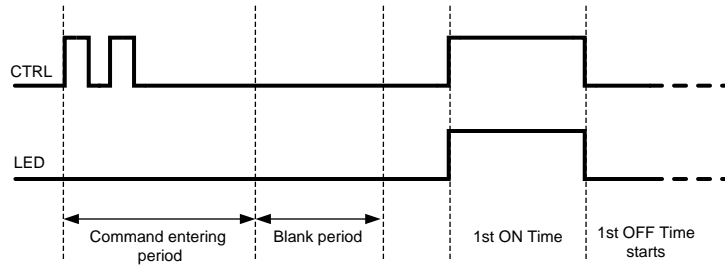 CTRL
LED
Command entering
period
Blank period
1st ON Time
1st OFF Time
starts